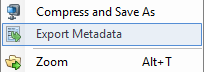 Compress and Save As
Export Metadata
Zoom Alt+T